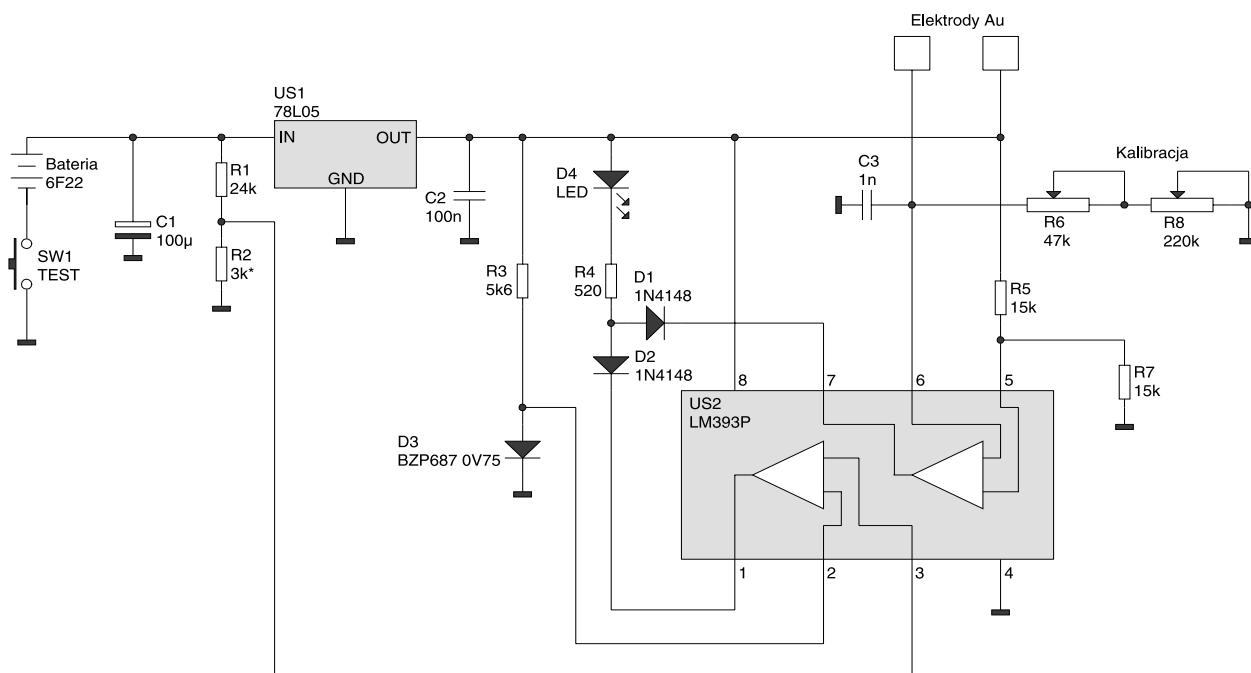 Elektrody Au
US1
78L05
IN
OUT
GND
Bateria
6F22
SW1
TEST
C1
100µ
R1
24k
R2
3k*
C2
100n
R3
5k6
D4
LED
R4
520
D1
1N4148
D2
1N4148
D3
BZP687 0V75
C3
1n
Kalibracja
R6
47k
R8
220k
R5
15k
R7
15k
8
7
6
5
US2
LM393P
1
2
3
4